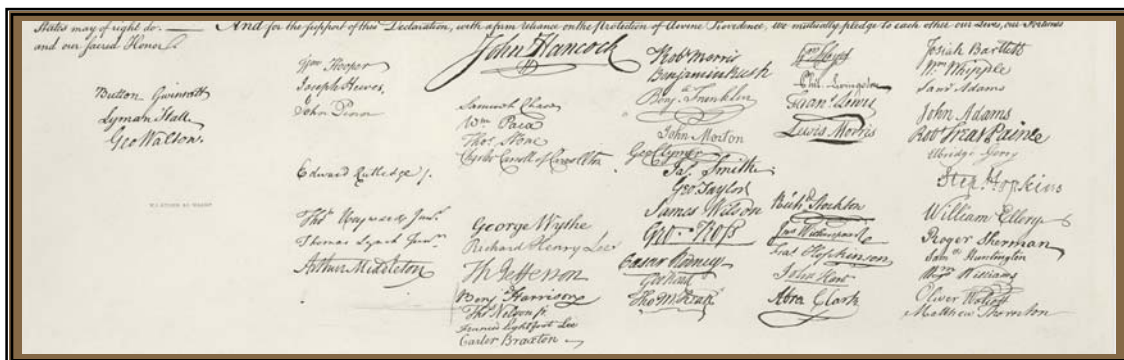 States may of right do. — And for the support of this Declaration, with a firm reliance on the Protection of divine Providence, we mutually pledge to each other our Lives, our Fortunes
and our sacred Honor.
Button Gwinnett
Lyman Hall
Geo Walton.
Wm Hooper
Joseph Hewes,
John Penn
Edward Rutledge /.
Thos Heyward Junr.
Thomas Lynch Junr.
Arthur Middleton
John Hancock
Samuel Chase
Wm Paca
Thos Stone
Charles Carroll of Carrollton
George Wythe
Richard Henry Lee
Th Jefferson
Benj Harrison
Thos Nelson jr.
Francis Lightfoot Lee
Carter Braxton
Robt Morris
Benjamin Rush
Benj. Franklin
John Morton
Geo Clymer
Jas. Smith
Geo. Taylor
James Wilson
Geo. Ross
Caesar Rodney
Geo Read
Tho M:Kean
Phil. Livingston
Frans. Lewis
Lewis Morris
Richd. Stockton
Jno Witherspoon
Fras. Hopkinson
John Hart
Abra Clark
Josiah Bartlett
Wm Whipple
Saml Adams
John Adams
Robt Treat Paine
Elbridge Gerry
Step. Hopkins
William Ellery
Roger Sherman
Saml Huntington
Wm Williams
Oliver Wolcott
Matthew Thornton